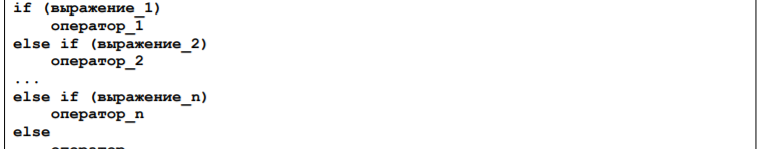 if (выражение_1)
оператор_1
else if (выражение_2)
оператор_2
...
else if (выражение_n)
оператор_n
else